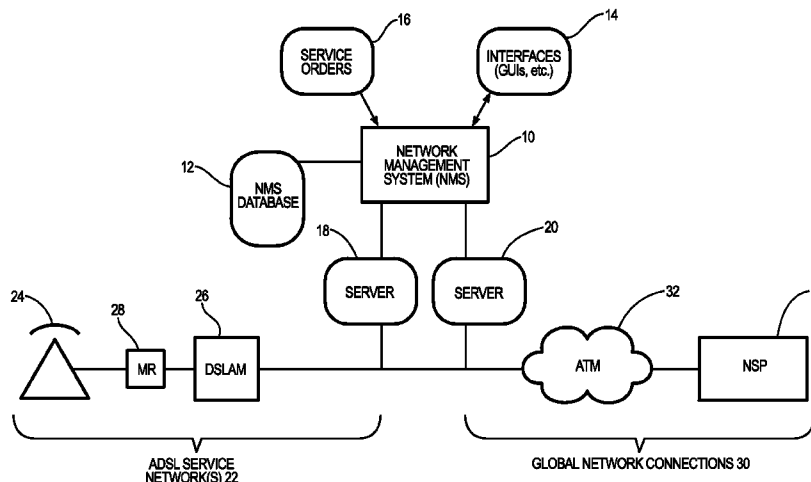 16
14
SERVICE
ORDERS
INTERFACES
(GUIs, etc.)
10
NETWORK
MANAGEMENT
SYSTEM (NMS)
12
NMS
DATABASE
18
20
SERVER
SERVER
24
28
26
32
MR
DSLAM
ATM
NSP
ADSL SERVICE
NETWORK(S) 22
GLOBAL NETWORK CONNECTIONS 30